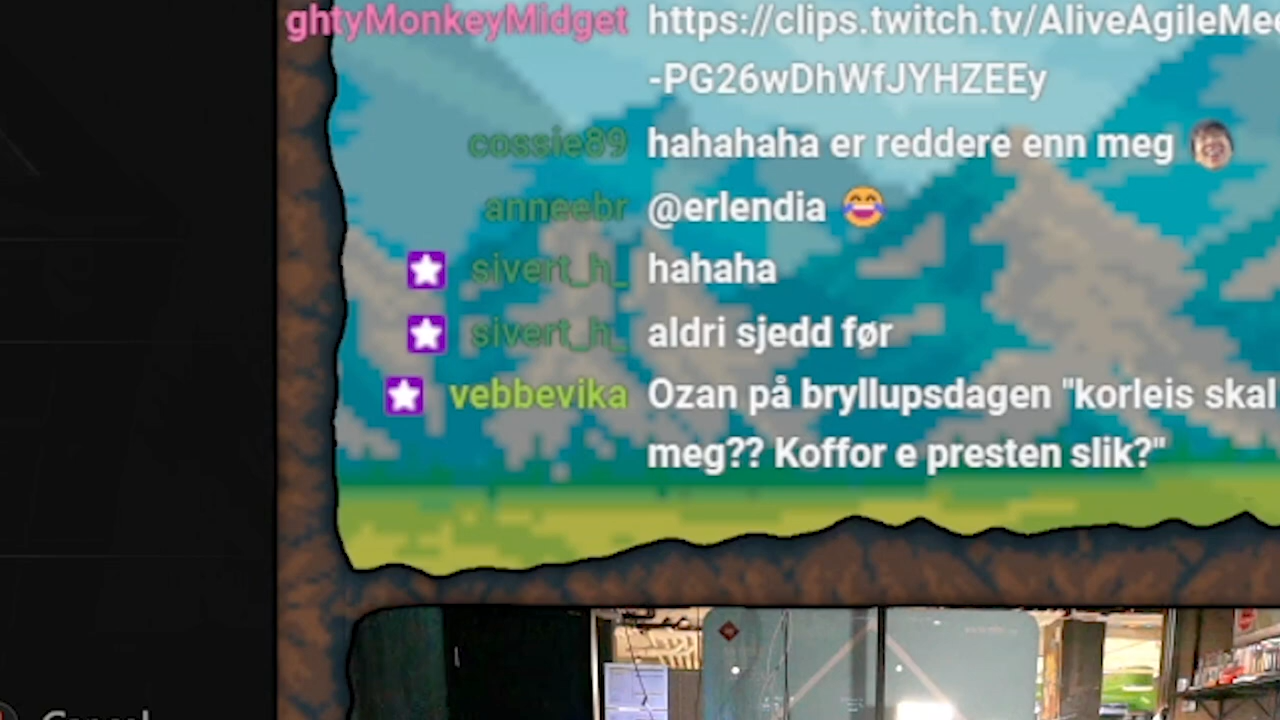 ghtyMonkeyMidget https://clips.twitch.tv/AliveAgileMe
-PG26wDhWfJYHZEEy
cossie89 hahahaha er reddere enn meg
anneebr @erlendia 😂
sivert_h_ hahaha
sivert_h_ aldri sjedd før
vebbevika Ozan på bryllupsdagen "korleis skal
meg?? Koffor e presten slik?"